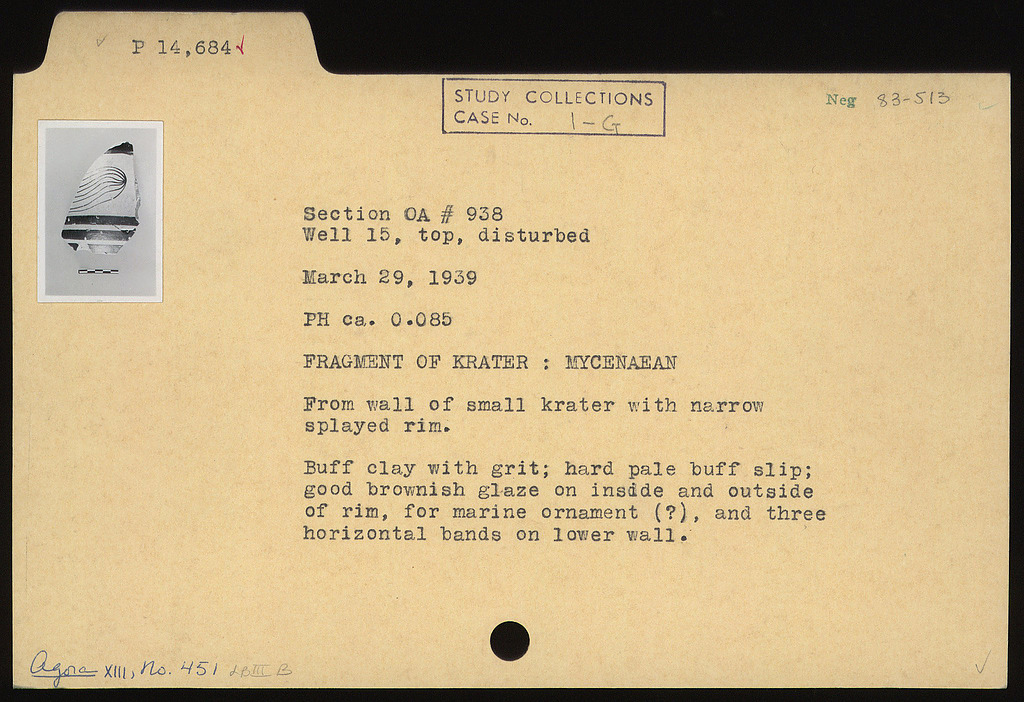 P 14,684
STUDY COLLECTIONS
CASE No. 1-G
Neg 83-513
Section OA # 938
Well 15, top, disturbed
March 29, 1939
PH ca. 0.085
FRAGMENT OF KRATER : MYCENAEAN
From wall of small krater with narrow
splayed rim.
Buff clay with grit; hard pale buff slip;
good brownish glaze on inside and outside
of rim, for marine ornament (?), and three
horizontal bands on lower wall.
Agora XIII, No. 451 LB III B